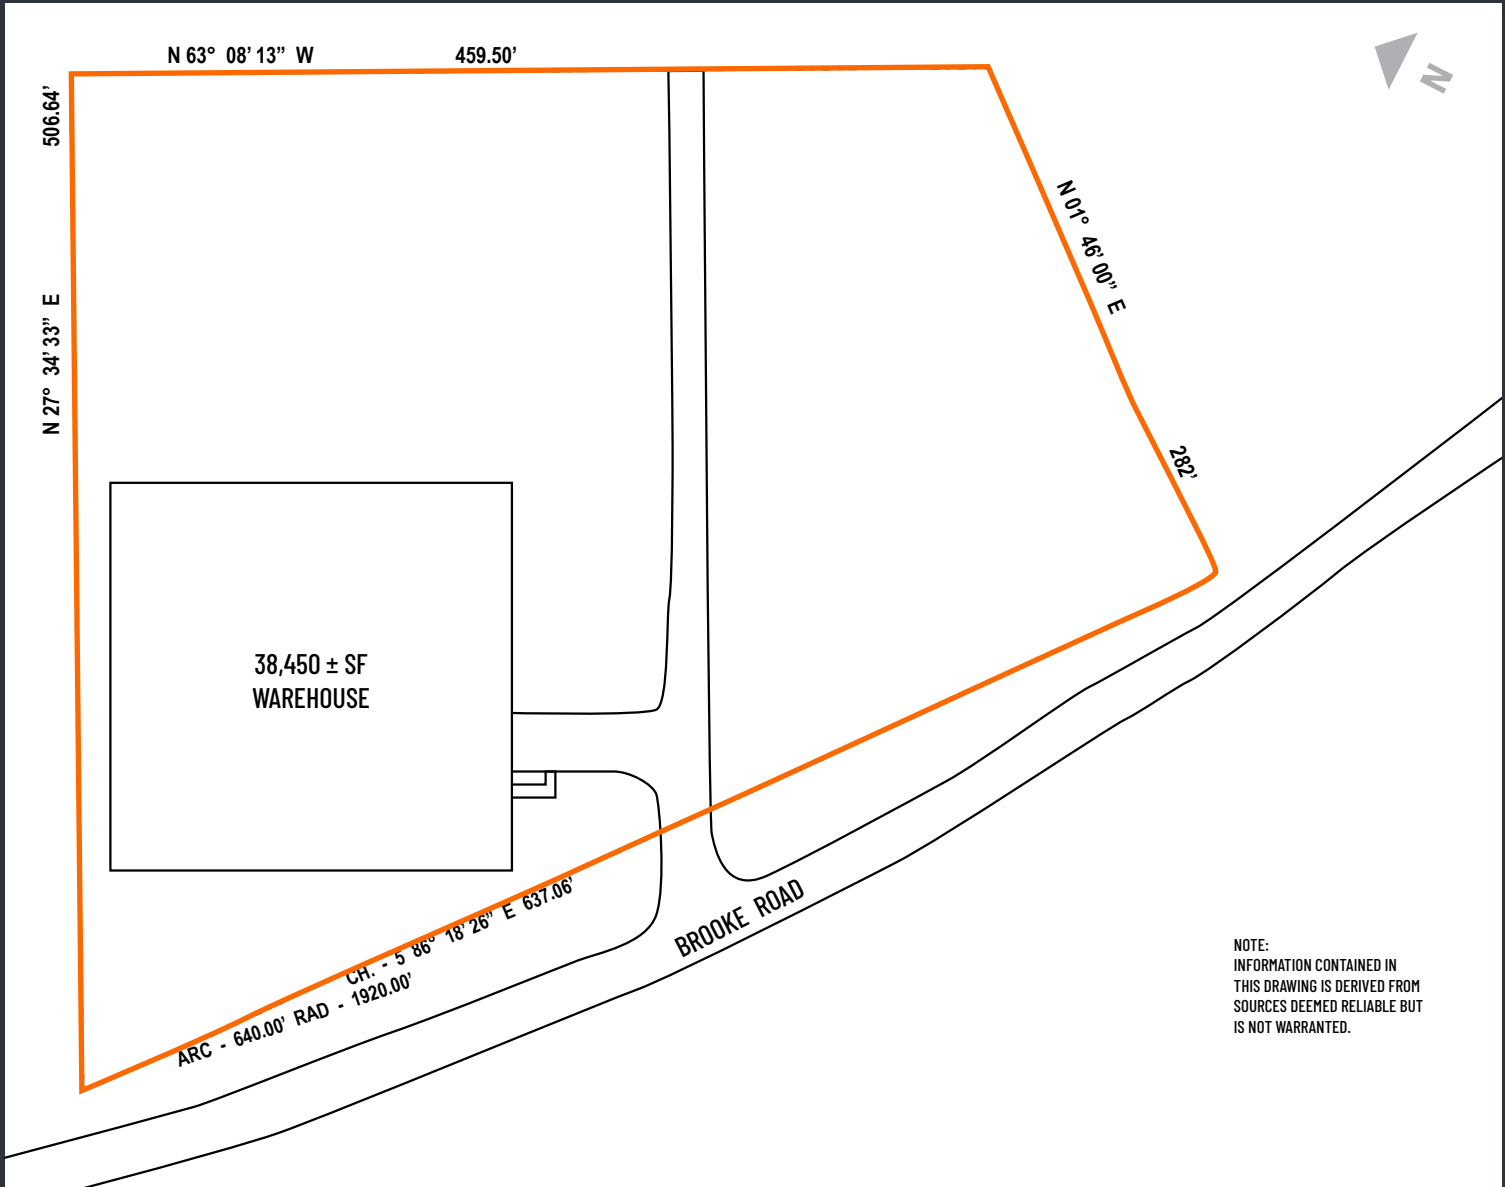 N 63° 08’ 13” W 459.50’
506.64’
N 27° 34’ 33” E
N
N 01° 46’ 00” E
282’
38,450 ± SF
WAREHOUSE
CH. - 5 86° 18’ 26” E 637.06’
ARC - 640.00’ RAD - 1920.00’
BROOKE ROAD
NOTE:
INFORMATION CONTAINED IN
THIS DRAWING IS DERIVED FROM
SOURCES DEEMED RELIABLE BUT
IS NOT WARRANTED.